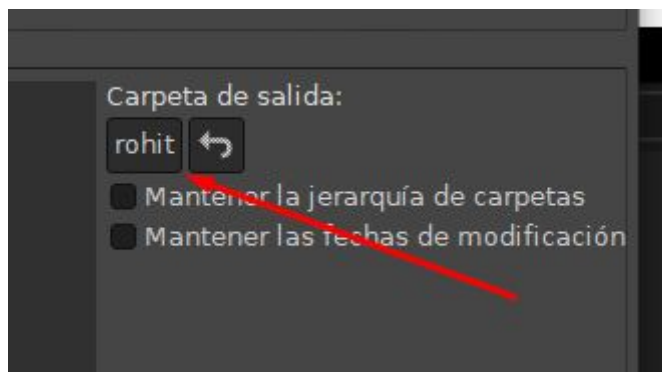 Carpeta de salida:
rohit
Mantener la jerarquía de carpetas
Mantener las fechas de modificación